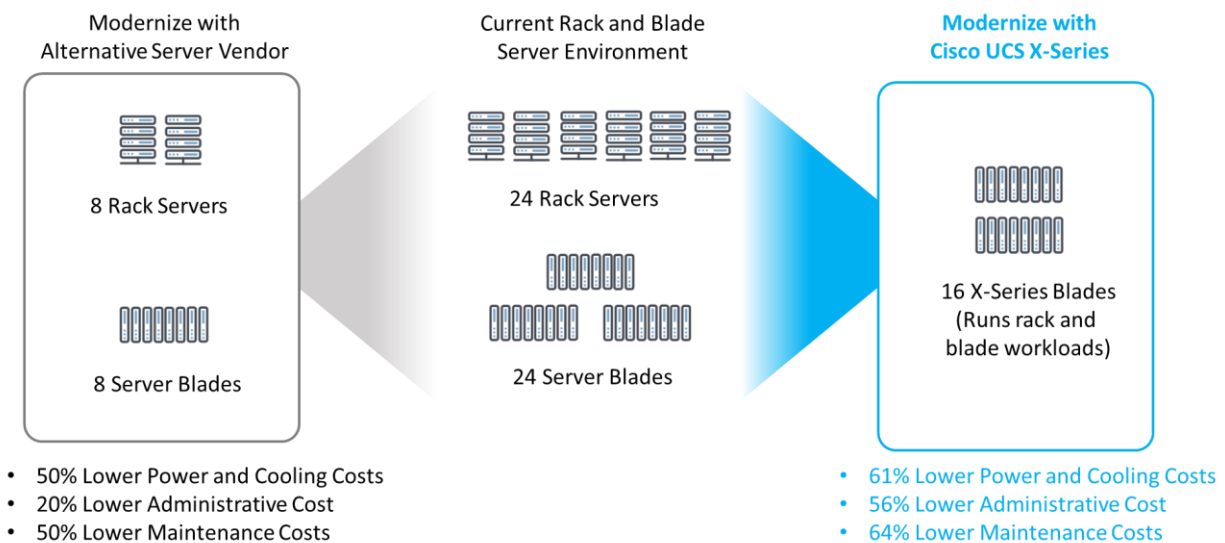 Modernize with
Alternative Server Vendor
8 Rack Servers
8 Server Blades
• 50% Lower Power and Cooling Costs
• 20% Lower Administrative Cost
• 50% Lower Maintenance Costs
Current Rack and Blade
Server Environment
24 Rack Servers
24 Server Blades
Modernize with
Cisco UCS X-Series
16 X-Series Blades
(Runs rack and
blade workloads)
• 61% Lower Power and Cooling Costs
• 56% Lower Administrative Cost
• 64% Lower Maintenance Costs